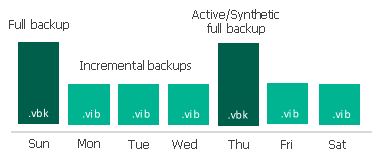 Active/Synthetic
Full backup
full backup
Incremental backups
.vbk .vib .vib .vib .vbk .vib .vib
Sun Mon Tue Wed Thu Fri Sat